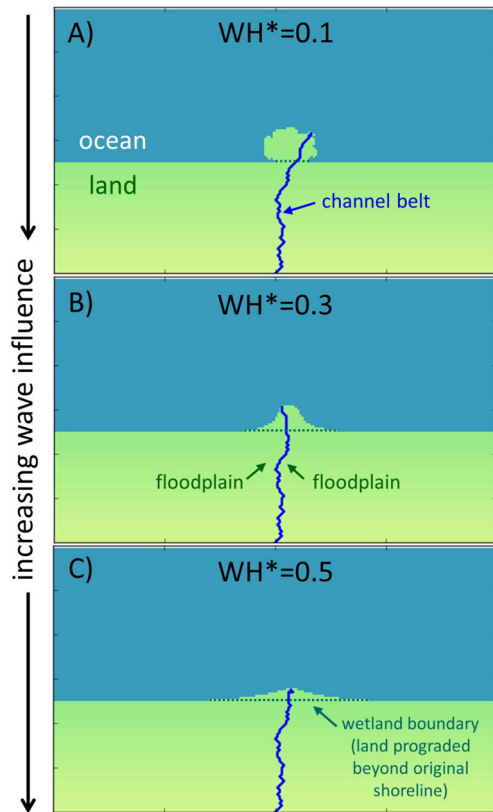 increasing wave influence
A)
WH*=0.1
ocean
land
channel belt
B)
WH*=0.3
floodplain
floodplain
C)
WH*=0.5
wetland boundary
(land prograded
beyond original
shoreline)